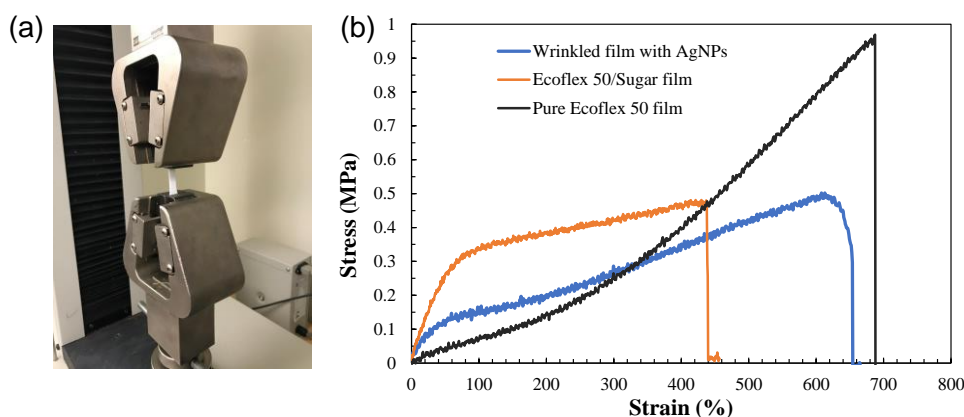 (a)
(b)
1
0.9
0.8
0.7
0.6
0.5
0.4
0.3
0.2
0.1
0
Stress (MPa)
Wrinkled film with AgNPs
Ecoflex 50/Sugar film
Pure Ecoflex 50 film
0 100 200 300 400 500 600 700 800
Strain (%)